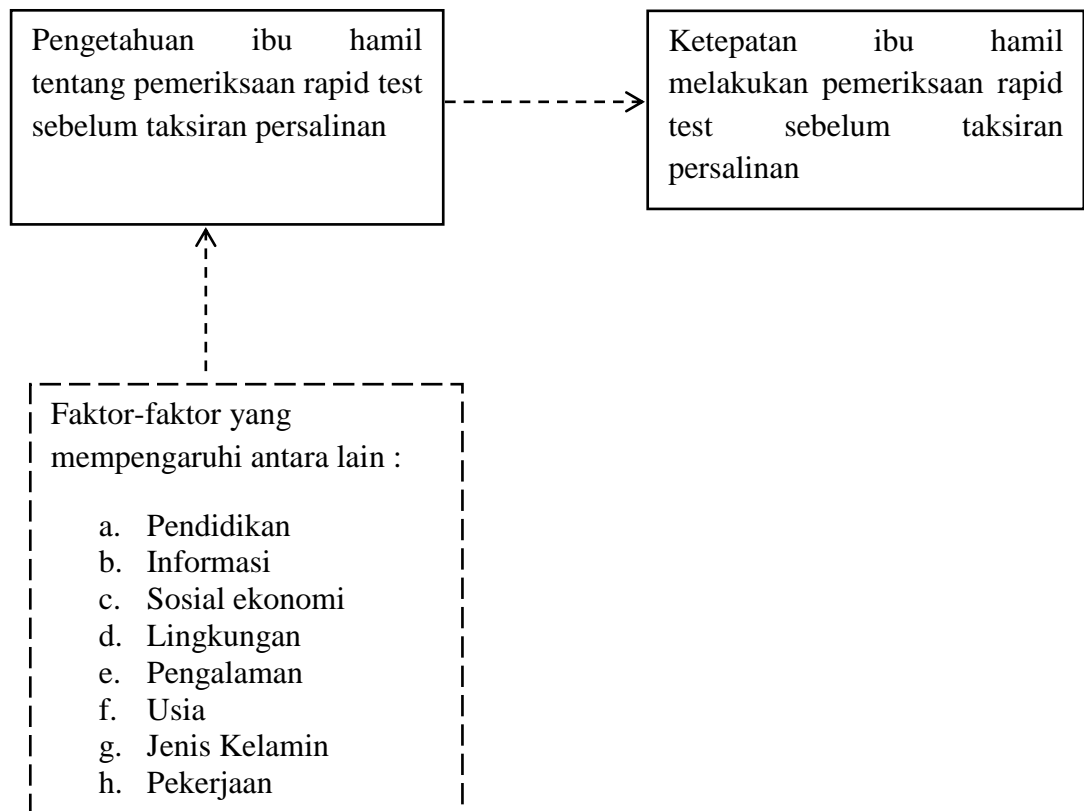 Pengetahuan ibu hamil
tentang pemeriksaan rapid test
sebelum taksiran persalinan
Ketepatan ibu hamil
melakukan pemeriksaan rapid
test sebelum taksiran
persalinan
Faktor-faktor yang
mempengaruhi antara lain :
a. Pendidikan
b. Informasi
c. Sosial ekonomi
d. Lingkungan
e. Pengalaman
f. Usia
g. Jenis Kelamin
h. Pekerjaan